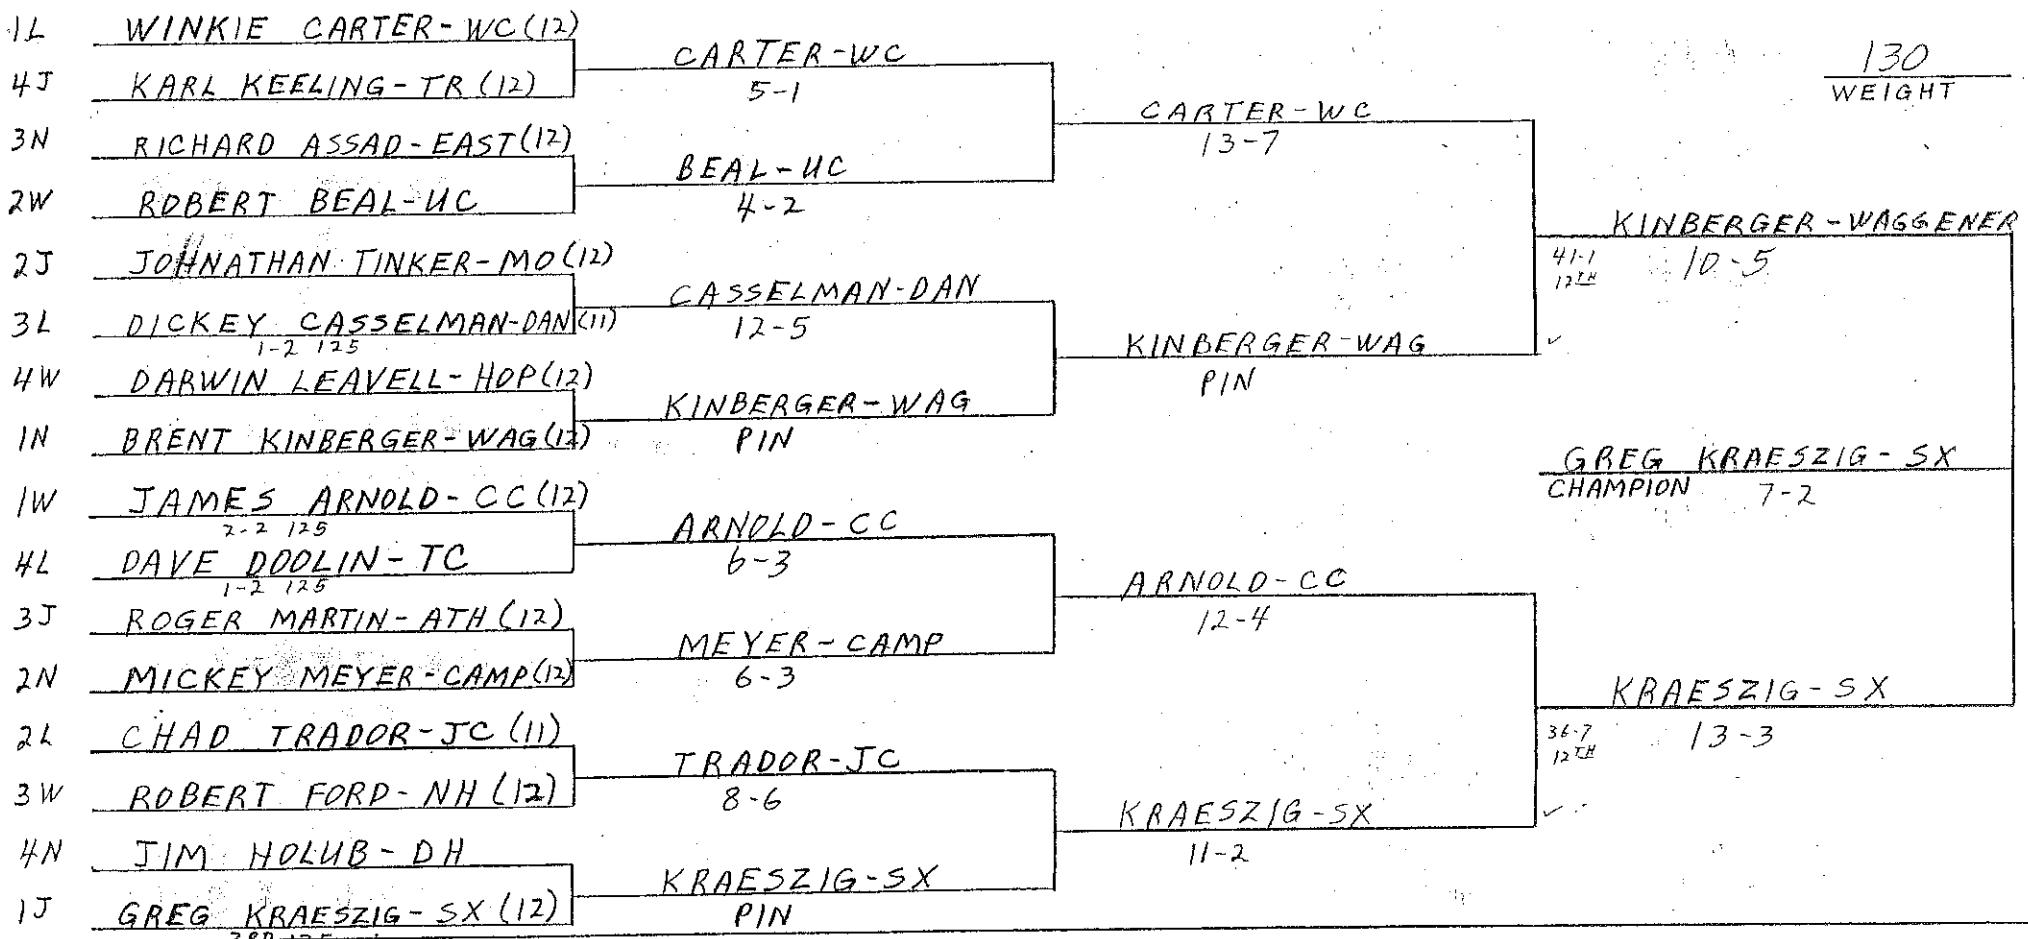 1L WINKIE CARTER-WC(12)
4J KARL KEELING-TR(12)
3N RICHARD ASSAD-EAST(12)
2W ROBERT BEAL-UC
2J JOHNATHAN TINKER-MO(12)
3L DICKEY CASSELMAN-DAN(11)
1-2 125
4W DARWIN LEAVELL-HOP(12)
1N BRENT KINBERGER-WAG(12)
1W JAMES ARNOLD-CC(12)
2-2 125
4L DAVE DOOLIN-TC
1-2 125
3J ROGER MARTIN-ATH(12)
2N MICKEY MEYER-CAMP(12)
2L CHAD TRADOR-JC(11)
3W ROBERT FORD-NH(12)
4N JIM HOLUB-DH
1J GREG KRAESZIG-SX(12)
3RD 125
CARTER-WC
5-1
BEAL-UC
4-2
CASSELMAN-DAN
12-5
KINBERGER-WAG
PIN
ARNOLD-CC
6-3
MEYER-CAMP
6-3
TRADOR-JC
8-6
KRAESZIG-SX
PIN
CARTER-WC
13-7
KINBERGER-WAG
PIN
ARNOLD-CC
12-4
KRAESZIG-SX
11-2
130
WEIGHT
KINBERGER-WAGGENER
41-1 10-5
12TH
GREG KRAESZIG-SX
CHAMPION 7-2
KRAESZIG-SX
36-7 13-3
12TH